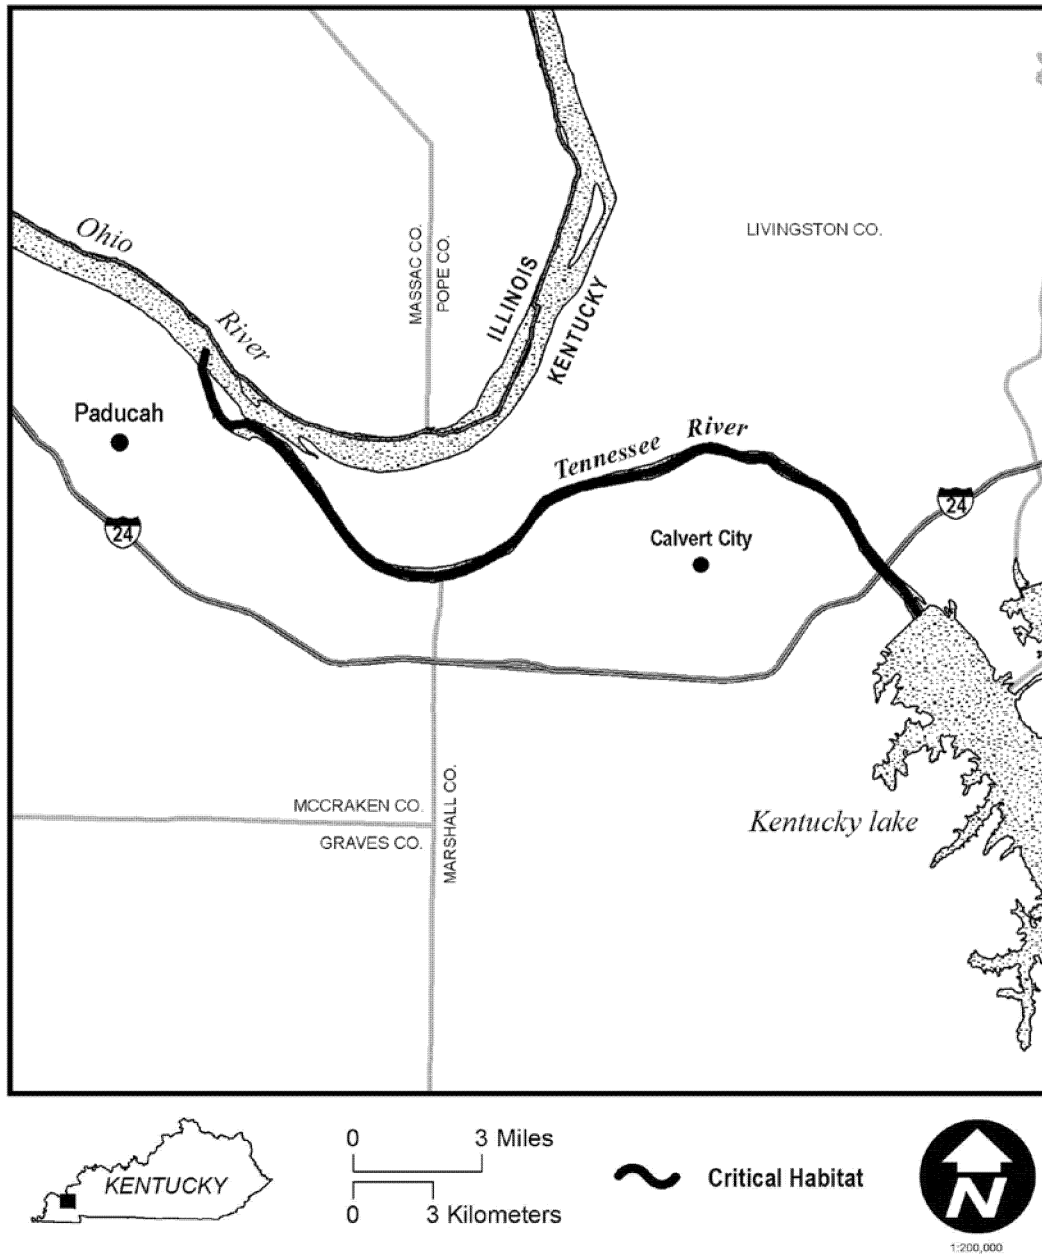 Ohio
River
MASSAC CO.
POPE CO.
ILLINOIS
KENTUCKY
LIVINGSTON CO.
Paducah
Tennessee River
24
24
Calvert City
MCCRAKEN CO.
GRAVES CO.
MARSHALL CO.
Kentucky lake
KENTUCKY
0 3 Miles
0 3 Kilometers
Critical Habitat
N
1:200,000